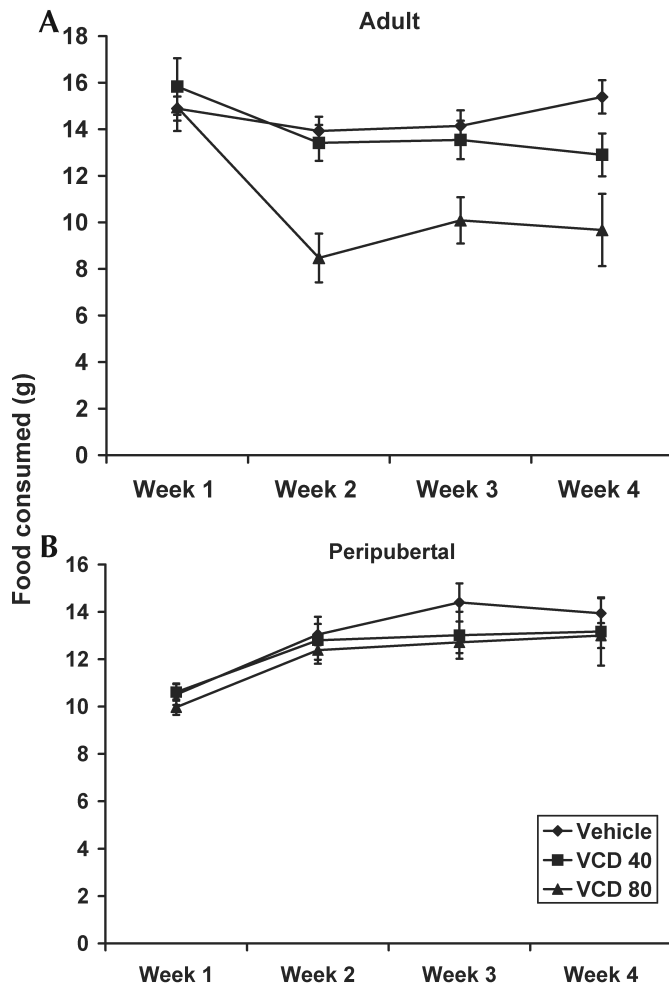 A
Adult
18
16
14
12
10
8
6
4
2
0
Week 1 Week 2 Week 3 Week 4
Food consumed (g)
B
Peripubertal
16
14
12
10
8
6
4
2
0
Vehicle
VCD 40
VCD 80
Week 1 Week 2 Week 3 Week 4